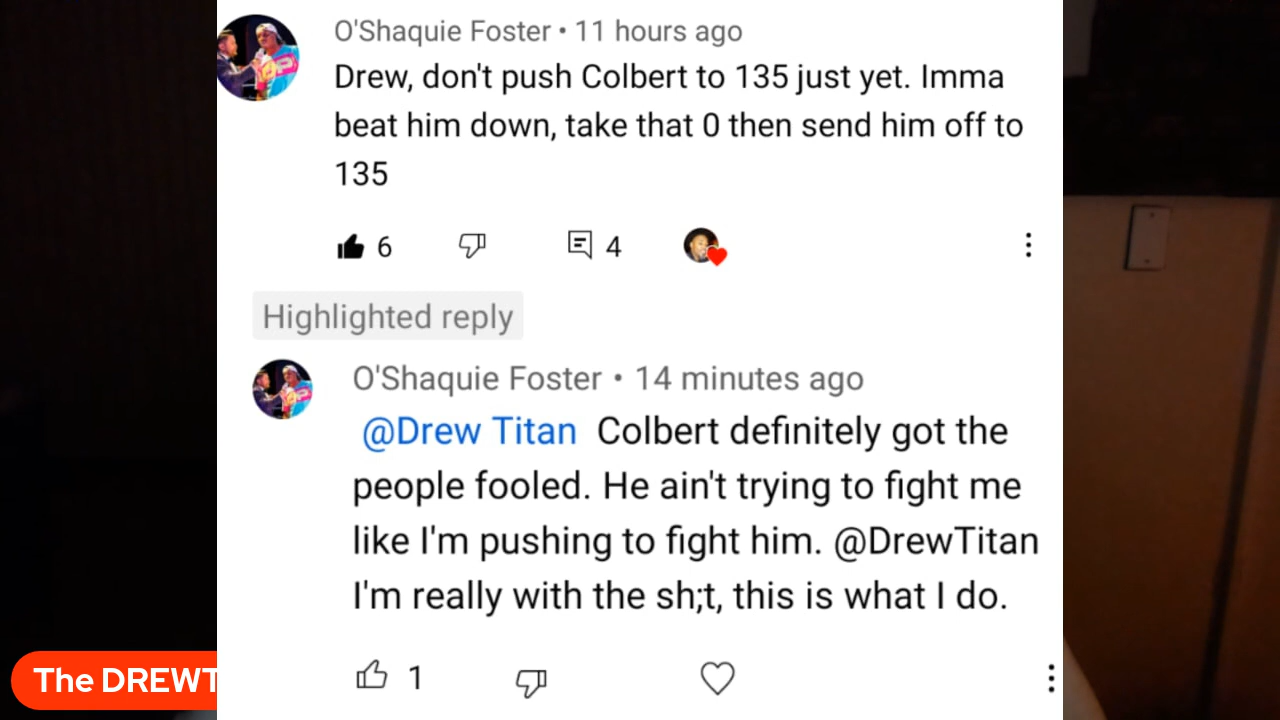 O'Shaquie Foster • 11 hours ago
Drew, don't push Colbert to 135 just yet. Imma
beat him down, take that 0 then send him off to
135
6
4
Highlighted reply
O'Shaquie Foster • 14 minutes ago
@Drew Titan Colbert definitely got the
people fooled. He ain't trying to fight me
like I'm pushing to fight him. @DrewTitan
I'm really with the sh;t, this is what I do.
1
The DREWT